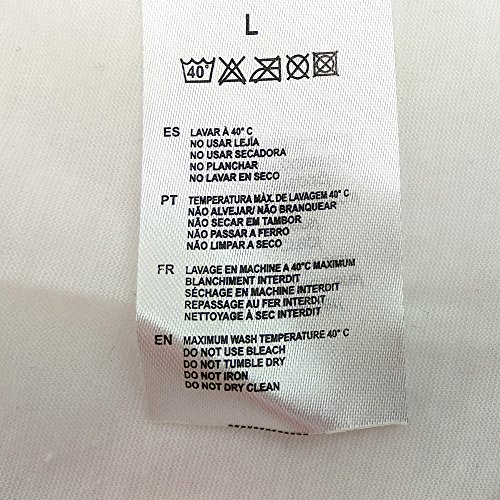 L
40°
ES LAVAR À 40° C
NO USAR LEJÍA
NO USAR SECADORA
NO PLANCHAR
NO LAVAR EN SECO
PT TEMPERATURA MÀX. DE LAVAGEM 40° C
NÃO ALVEJAR/ NÃO BRANQUEAR
NÃO SECAR EM TAMBOR
NÃO PASSAR A FERRO
NÃO LIMPAR A SECO
FR LAVAGE EN MACHINE A 40°C MAXIMUM
BLANCHIMENT INTERDIT
SÉCHAGE EN MACHINE INTERDIT
REPASSAGE AU FER INTERDIT
NETTOYAGE À SEC INTERDIT
EN MAXIMUM WASH TEMPERATURE 40° C
DO NOT USE BLEACH
DO NOT TUMBLE DRY
DO NOT IRON
DO NOT DRY CLEAN